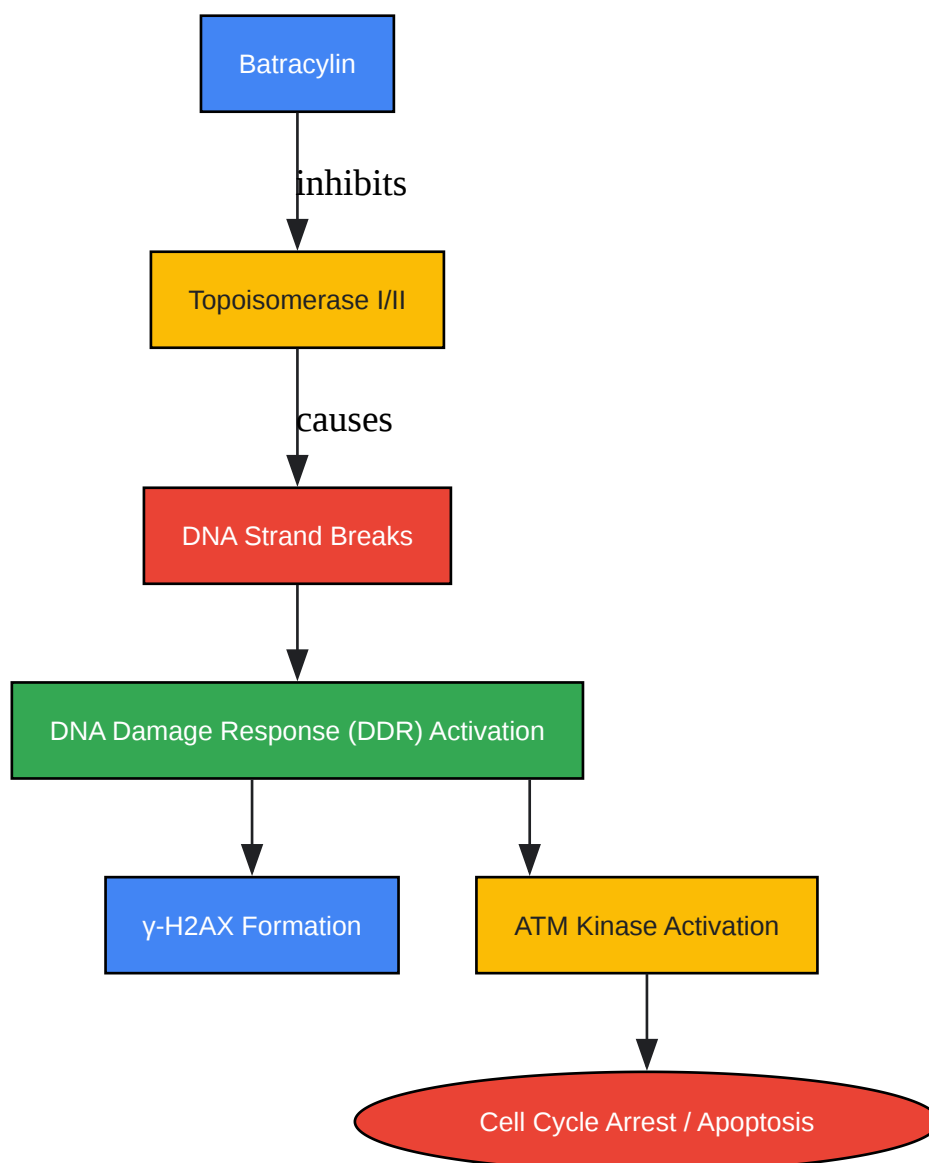 Batracylin
inhibits
Topoisomerase I/II
causes
DNA Strand Breaks
DNA Damage Response (DDR) Activation
γ-H2AX Formation
ATM Kinase Activation
Cell Cycle Arrest / Apoptosis